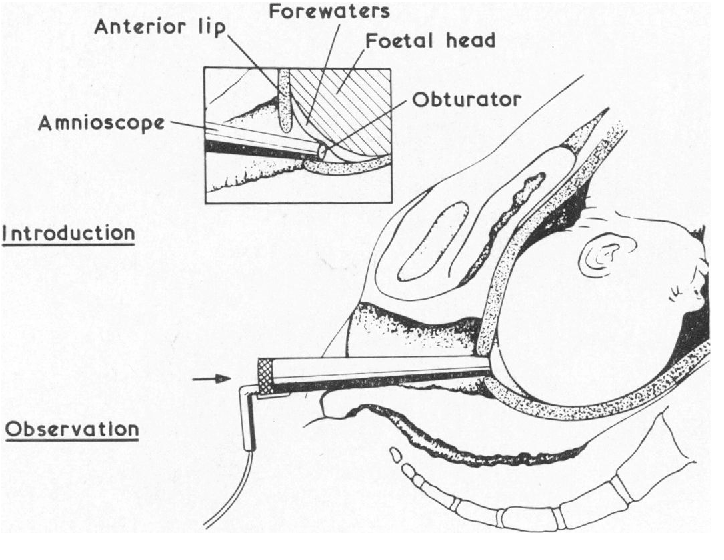 Forewaters
Anterior lip
Foetal head
Obturator
Amnioscope
Introduction
Observation